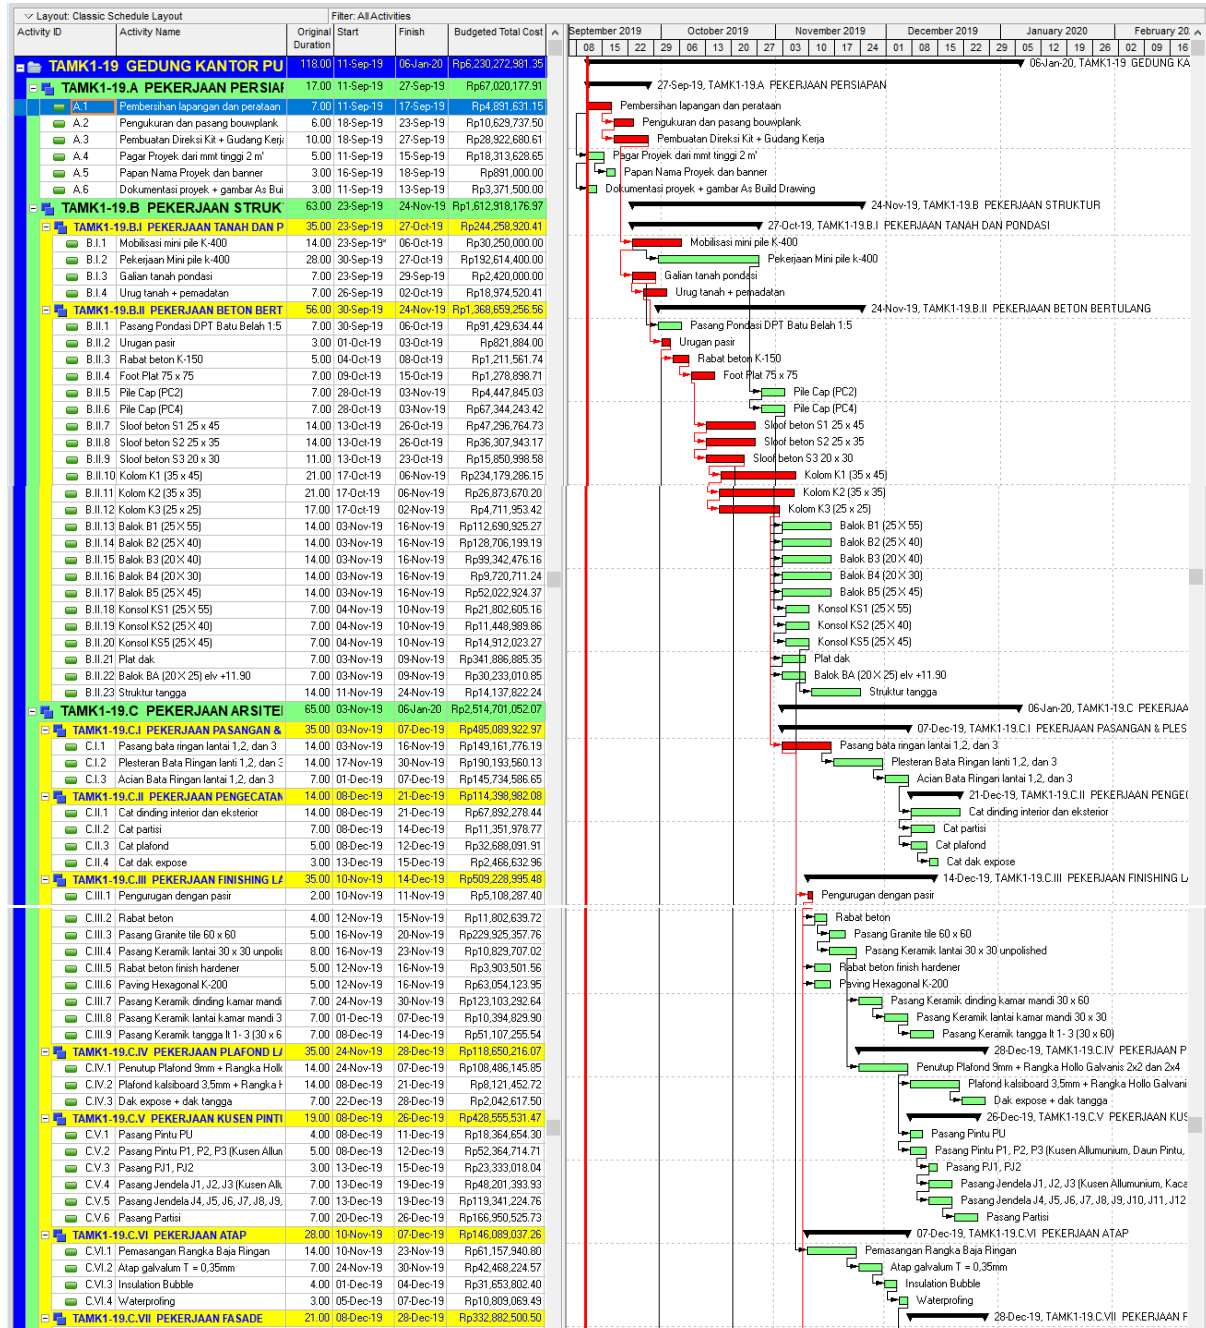 Layout: Classic Schedule Layout Filter: All Activities
Activity ID Activity Name Original Duration Start Finish Budgeted Total Cost
September 2019 October 2019 November 2019 December 2019 January 2020 February 20
08 15 22 29 06 13 20 27 03 10 17 24 01 08 15 22 29 05 12 19 26 02 09 16
TAMK1-19 GEDUNG KANTOR PU 118.00 11-Sep-19 06-Jan-20 Rp6,230,272,981.35 06-Jan-20, TAMK1-19 GEDUNG KA
TAMK1-19.A PEKERJAAN PERSIAP 17.00 11-Sep-19 27-Sep-19 Rp67,020,177.91 27-Sep-19, TAMK1-19.A PEKERJAAN PERSIAPAN
A.1 Pembersihan lapangan dan perataan 7.00 11-Sep-19 17-Sep-19 Rp4,891,631.15 Pembersihan lapangan dan perataan
A.2 Pengukuran dan pasang bouwplank 6.00 18-Sep-19 23-Sep-19 Rp10,629,737.50 Pengukuran dan pasang bouwplank
A.3 Pembuatan Direksi Kit + Gudang Kerja 10.00 18-Sep-19 27-Sep-19 Rp28,922,680.61 Pembuatan Direksi Kit + Gudang Kerja
A.4 Pagar Proyek dari mmt tinggi 2 m' 5.00 11-Sep-19 15-Sep-19 Rp18,313,628.65 Pagar Proyek dari mmt tinggi 2 m'
A.5 Papan Nama Proyek dan banner 3.00 16-Sep-19 18-Sep-19 Rp891,000.00 Papan Nama Proyek dan banner
A.6 Dokumentasi proyek + gambar As Bui 3.00 11-Sep-19 13-Sep-19 Rp3,371,500.00 Dokumentasi proyek + gambar As Build Drawing
TAMK1-19.B PEKERJAAN STRUK 63.00 23-Sep-19 24-Nov-19 Rp1,612,918,176.97 24-Nov-19, TAMK1-19.B PEKERJAAN STRUKTUR
TAMK1-19.B.I PEKERJAAN TANAH DAN P 35.00 23-Sep-19 27-Oct-19 Rp244,258,920.41 27-Oct-19, TAMK1-19.B.I PEKERJAAN TANAH DAN PONDASI
B.I.1 Mobilisasi mini pile K-400 14.00 23-Sep-19* 06-Oct-19 Rp30,250,000.00 Mobilisasi mini pile K-400
B.I.2 Pekerjaan Mini pile k-400 28.00 30-Sep-19 27-Oct-19 Rp192,614,400.00 Pekerjaan Mini pile k-400
B.I.3 Galian tanah pondasi 7.00 23-Sep-19 29-Sep-19 Rp2,420,000.00 Galian tanah pondasi
B.I.4 Urug tanah + pemadatan 7.00 26-Sep-19 02-Oct-19 Rp18,974,520.41 Urug tanah + pemadatan
TAMK1-19.B.II PEKERJAAN BETON BERT 56.00 30-Sep-19 24-Nov-19 Rp1,368,659,256.56 24-Nov-19, TAMK1-19.B.II PEKERJAAN BETON BERTULANG
B.II.1 Pasang Pondasi DPT Batu Belah 1:5 7.00 30-Sep-19 06-Oct-19 Rp91,429,634.44 Pasang Pondasi DPT Batu Belah 1:5
B.II.2 Urugan pasir 3.00 01-Oct-19 03-Oct-19 Rp821,884.00 Urugan pasir
B.II.3 Rabat beton K-150 5.00 04-Oct-19 08-Oct-19 Rp1,211,561.74 Rabat beton K-150
B.II.4 Foot Plat 75 x 75 7.00 09-Oct-19 15-Oct-19 Rp1,278,898.71 Foot Plat 75 x 75
B.II.5 Pile Cap (PC2) 7.00 28-Oct-19 03-Nov-19 Rp4,447,845.03 Pile Cap (PC2)
B.II.6 Pile Cap (PC4) 7.00 28-Oct-19 03-Nov-19 Rp67,344,243.42 Pile Cap (PC4)
B.II.7 Sloof beton S1 25 x 45 14.00 13-Oct-19 26-Oct-19 Rp47,296,764.73 Sloof beton S1 25 x 45
B.II.8 Sloof beton S2 25 x 35 14.00 13-Oct-19 26-Oct-19 Rp36,307,943.17 Sloof beton S2 25 x 35
B.II.9 Sloof beton S3 20 x 30 11.00 13-Oct-19 23-Oct-19 Rp15,850,998.58 Sloof beton S3 20 x 30
B.II.10 Kolom K1 (35 x 45) 21.00 17-Oct-19 06-Nov-19 Rp234,179,286.15 Kolom K1 (35 x 45)
B.II.11 Kolom K2 (35 x 35) 21.00 17-Oct-19 06-Nov-19 Rp26,873,670.20 Kolom K2 (35 x 35)
B.II.12 Kolom K3 (25 x 25) 17.00 17-Oct-19 02-Nov-19 Rp4,711,953.42 Kolom K3 (25 x 25)
B.II.13 Balok B1 (25 X 55) 14.00 03-Nov-19 16-Nov-19 Rp112,690,925.27 Balok B1 (25 X 55)
B.II.14 Balok B2 (25 X 40) 14.00 03-Nov-19 16-Nov-19 Rp128,706,199.19 Balok B2 (25 X 40)
B.II.15 Balok B3 (20 X 40) 14.00 03-Nov-19 16-Nov-19 Rp99,342,476.16 Balok B3 (20 X 40)
B.II.16 Balok B4 (20 X 30) 14.00 03-Nov-19 16-Nov-19 Rp9,720,711.24 Balok B4 (20 X 30)
B.II.17 Balok B5 (25 X 45) 14.00 03-Nov-19 16-Nov-19 Rp52,022,924.37 Balok B5 (25 X 45)
B.II.18 Konsol KS1 (25 X 55) 7.00 04-Nov-19 10-Nov-19 Rp21,802,605.16 Konsol KS1 (25 X 55)
B.II.19 Konsol KS2 (25 X 40) 7.00 04-Nov-19 10-Nov-19 Rp11,448,989.86 Konsol KS2 (25 X 40)
B.II.20 Konsol KS5 (25 X 45) 7.00 04-Nov-19 10-Nov-19 Rp14,912,023.27 Konsol KS5 (25 X 45)
B.II.21 Plat dak 7.00 03-Nov-19 09-Nov-19 Rp341,886,885.35 Plat dak
B.II.22 Balok BA (20 X 25) elv +11.90 7.00 03-Nov-19 09-Nov-19 Rp30,233,010.85 Balok BA (20 X 25) elv +11.90
B.II.23 Struktur tangga 14.00 11-Nov-19 24-Nov-19 Rp14,137,822.24 Struktur tangga
TAMK1-19.C PEKERJAAN ARSITEI 65.00 03-Nov-19 06-Jan-20 Rp2,514,701,052.07 06-Jan-20, TAMK1-19.C PEKERJAA
TAMK1-19.C.I PEKERJAAN PASANGAN & 35.00 03-Nov-19 07-Dec-19 Rp485,089,922.97 07-Dec-19, TAMK1-19.C.I PEKERJAAN PASANGAN & PLES
C.I.1 Pasang bata ringan lantai 1,2, dan 3 14.00 03-Nov-19 16-Nov-19 Rp149,161,776.19 Pasang bata ringan lantai 1,2, dan 3
C.I.2 Plesteran Bata Ringan lanti 1,2, dan 3 14.00 17-Nov-19 30-Nov-19 Rp190,193,560.13 Plesteran Bata Ringan lanti 1,2, dan 3
C.I.3 Acian Bata Ringan lantai 1,2, dan 3 7.00 01-Dec-19 07-Dec-19 Rp145,734,586.65 Acian Bata Ringan lantai 1,2, dan 3
TAMK1-19.C.II PEKERJAAN PENGECATAN 14.00 08-Dec-19 21-Dec-19 Rp114,398,982.08 21-Dec-19, TAMK1-19.C.II PEKERJAAN PENGE(
C.II.1 Cat dinding interior dan eksterior 14.00 08-Dec-19 21-Dec-19 Rp67,892,278.44 Cat dinding interior dan eksterior
C.II.2 Cat partisi 7.00 08-Dec-19 14-Dec-19 Rp11,351,978.77 Cat partisi
C.II.3 Cat plafond 5.00 08-Dec-19 12-Dec-19 Rp32,688,091.91 Cat plafond
C.II.4 Cat dak expose 3.00 13-Dec-19 15-Dec-19 Rp2,466,632.96 Cat dak expose
TAMK1-19.C.III PEKERJAAN FINISHING LA 35.00 10-Nov-19 14-Dec-19 Rp509,228,995.48 14-Dec-19, TAMK1-19.C.III PEKERJAAN FINISHING LA
C.III.1 Pengurugan dengan pasir 2.00 10-Nov-19 11-Nov-19 Rp5,108,287.40 Pengurugan dengan pasir
C.III.2 Rabat beton 4.00 12-Nov-19 15-Nov-19 Rp11,802,639.72 Rabat beton
C.III.3 Pasang Granite tile 60 x 60 5.00 16-Nov-19 20-Nov-19 Rp229,925,357.76 Pasang Granite tile 60 x 60
C.III.4 Pasang Keramik lantai 30 x 30 unpolis 8.00 16-Nov-19 23-Nov-19 Rp10,829,707.02 Pasang Keramik lantai 30 x 30 unpolished
C.III.5 Rabat beton finish hardener 5.00 12-Nov-19 16-Nov-19 Rp3,903,501.56 Rabat beton finish hardener
C.III.6 Paving Hexagonal K-200 5.00 12-Nov-19 16-Nov-19 Rp63,054,123.95 Paving Hexagonal K-200
C.III.7 Pasang Keramik dinding kamar mandi 7.00 24-Nov-19 30-Nov-19 Rp123,103,292.64 Pasang Keramik dinding kamar mandi 30 x 60
C.III.8 Pasang Keramik lantai kamar mandi 3 7.00 01-Dec-19 07-Dec-19 Rp10,394,829.90 Pasang Keramik lantai kamar mandi 30 x 30
C.III.9 Pasang Keramik tangga lt 1- 3 (30 x 6 7.00 08-Dec-19 14-Dec-19 Rp51,107,255.54 Pasang Keramik tangga lt 1- 3 (30 x 60)
TAMK1-19.C.IV PEKERJAAN PLAFOND LA 35.00 24-Nov-19 28-Dec-19 Rp118,650,216.07 28-Dec-19, TAMK1-19.C.IV PEKERJAAN P
C.IV.1 Penutup Plafond 9mm + Rangka Hollo 14.00 24-Nov-19 07-Dec-19 Rp108,486,145.85 Penutup Plafond 9mm + Rangka Hollo Galvanis 2x2 dan 2x4
C.IV.2 Plafond kalsiboard 3,5mm + Rangka H 14.00 08-Dec-19 21-Dec-19 Rp8,121,452.72 Plafond kalsiboard 3,5mm + Rangka Hollo Galvani
C.IV.3 Dak expose + dak tangga 7.00 22-Dec-19 28-Dec-19 Rp2,042,617.50 Dak expose + dak tangga
TAMK1-19.C.V PEKERJAAN KUSEN PINTU 19.00 08-Dec-19 26-Dec-19 Rp428,555,531.47 26-Dec-19, TAMK1-19.C.V PEKERJAAN KUS
C.V.1 Pasang Pintu PU 4.00 08-Dec-19 11-Dec-19 Rp18,364,654.30 Pasang Pintu PU
C.V.2 Pasang Pintu P1, P2, P3 (Kusen Allun 5.00 08-Dec-19 12-Dec-19 Rp52,364,714.71 Pasang Pintu P1, P2, P3 (Kusen Allumunium, Daun Pintu,
C.V.3 Pasang PJ1, PJ2 3.00 13-Dec-19 15-Dec-19 Rp23,333,018.04 Pasang PJ1, PJ2
C.V.4 Pasang Jendela J1, J2, J3 (Kusen Allu 7.00 13-Dec-19 19-Dec-19 Rp48,201,393.93 Pasang Jendela J1, J2, J3 (Kusen Allumunium, Kaca
C.V.5 Pasang Jendela J4, J5, J6, J7, J8, J9, 7.00 13-Dec-19 19-Dec-19 Rp119,341,224.76 Pasang Jendela J4, J5, J6, J7, J8, J9, J10, J11, J12
C.V.6 Pasang Partisi 7.00 20-Dec-19 26-Dec-19 Rp166,950,525.73 Pasang Partisi
TAMK1-19.C.VI PEKERJAAN ATAP 28.00 10-Nov-19 07-Dec-19 Rp146,089,037.26 07-Dec-19, TAMK1-19.C.VI PEKERJAAN ATAP
C.VI.1 Pemasangan Rangka Baja Ringan 14.00 10-Nov-19 23-Nov-19 Rp61,157,940.80 Pemasangan Rangka Baja Ringan
C.VI.2 Atap galvalum T = 0,35mm 7.00 24-Nov-19 30-Nov-19 Rp42,468,224.57 Atap galvalum T = 0,35mm
C.VI.3 Insulation Bubble 4.00 01-Dec-19 04-Dec-19 Rp31,653,802.40 Insulation Bubble
C.VI.4 Waterprofing 3.00 05-Dec-19 07-Dec-19 Rp10,809,069.49 Waterprofing
TAMK1-19.C.VII PEKERJAAN FASADE 21.00 08-Dec-19 28-Dec-19 Rp332,882,500.50 28-Dec-19, TAMK1-19.C.VII PEKERJAAN F